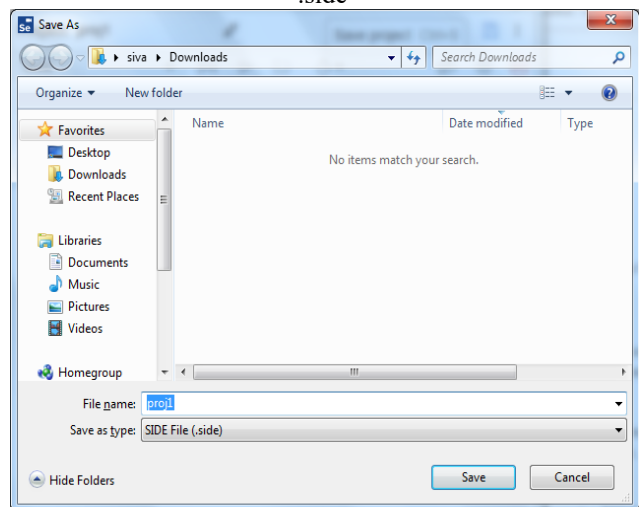 .side
Se Save As
siva Downloads
Search Downloads
Organize New folder
Favorites
Desktop
Downloads
Recent Places
Libraries
Documents
Music
Pictures
Videos
Homegroup
Name Date modified Type
No items match your search.
File name: proj1
Save as type: SIDE File (.side)
Hide Folders Save Cancel